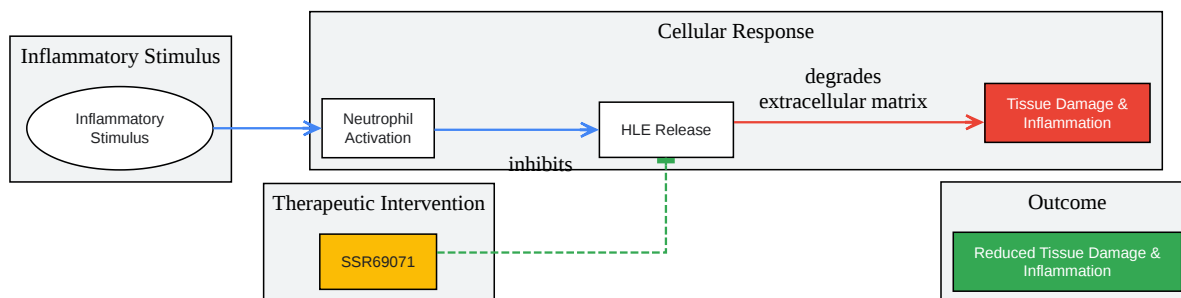 Inflammatory Stimulus
Inflammatory
Stimulus
Cellular Response
Neutrophil
Activation
inhibits
HLE Release
degrades
extracellular matrix
Tissue Damage &
Inflammation
Therapeutic Intervention
SSR69071
Outcome
Reduced Tissue Damage &
Inflammation